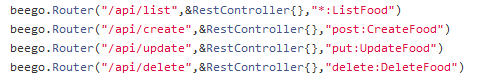 beego.Router("/api/list",&RestController{},"*:ListFood")
beego.Router("/api/create",&RestController{},"post:CreateFood")
beego.Router("/api/update",&RestController{},"put:UpdateFood")
beego.Router("/api/delete",&RestController{},"delete:DeleteFood")